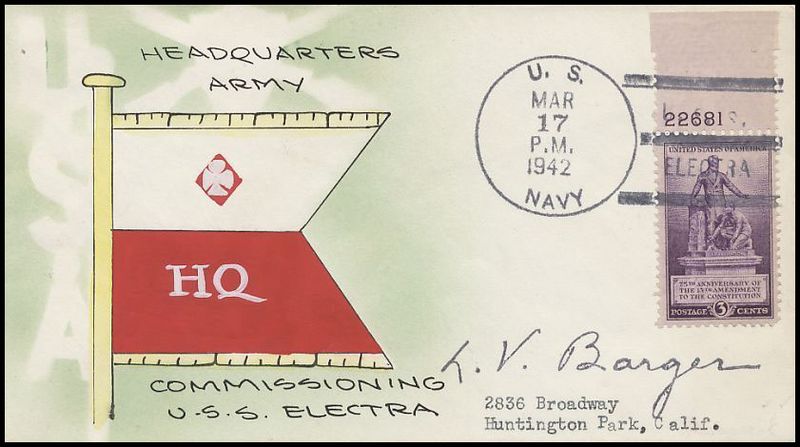 HEADQUARTERS
ARMY
HQ
COMMISSIONING
U.S.S. ELECTRA
USA
U. S.
MAR
17
P.M.
1942
NAVY
U.S.S.
ELECTRA
22681
UNITED STATES OF AMERICA
75TH ANNIVERSARY OF
THE 13TH AMENDMENT
TO THE CONSTITUTION
POSTAGE 3 CENTS
L. V. Barger
2836 Broadway
Huntington Park, Calif.